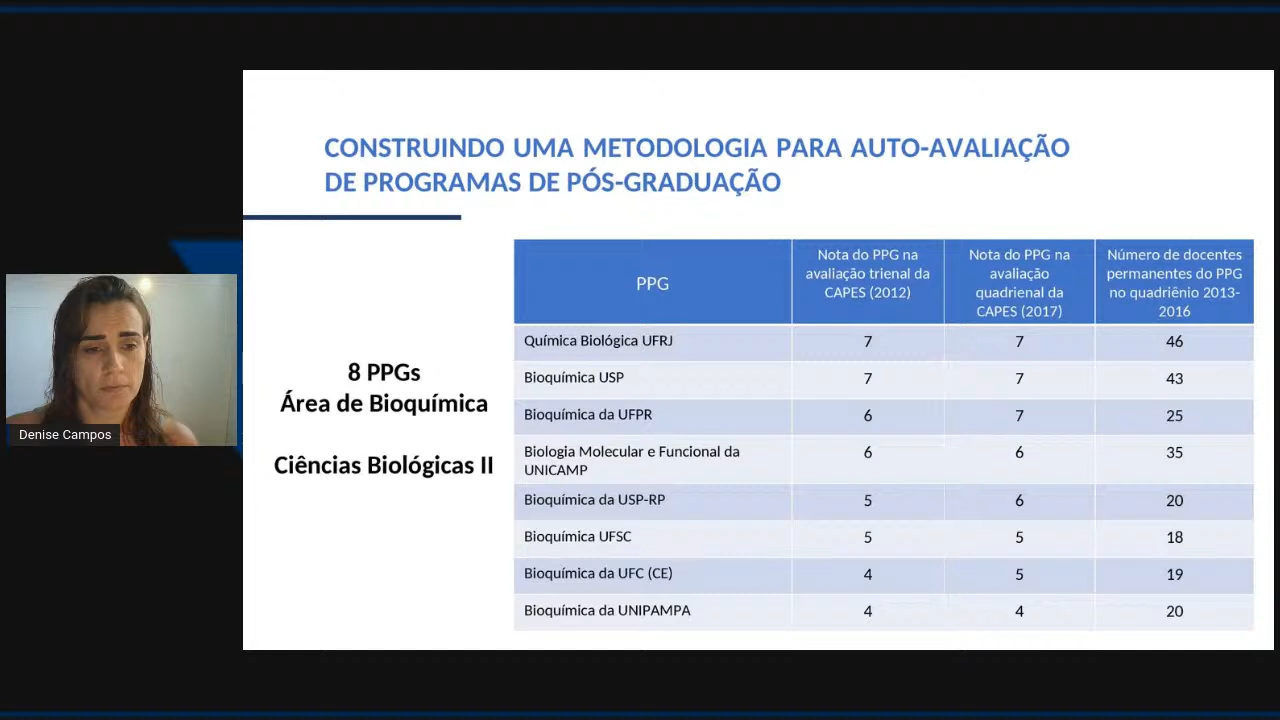 CONSTRUINDO UMA METODOLOGIA PARA AUTO-AVALIAÇÃO
DE PROGRAMAS DE PÓS-GRADUAÇÃO
8 PPGs
Área de Bioquímica
Ciências Biológicas II
PPG
Nota do PPG na
avaliação trienal da
CAPES (2012)
Nota do PPG na
avaliação
quadrienal da
CAPES (2017)
Número de docentes
permanentes do PPG
no quadriênio 2013-
2016
Química Biológica UFRJ 7 7 46
Bioquímica USP 7 7 43
Bioquímica da UFPR 6 7 25
Biologia Molecular e Funcional da 6 6 35
UNICAMP
Bioquímica da USP-RP 5 6 20
Bioquímica UFSC 5 5 18
Bioquímica da UFC (CE) 4 5 19
Bioquímica da UNIPAMPA 4 4 20
Denise Campos